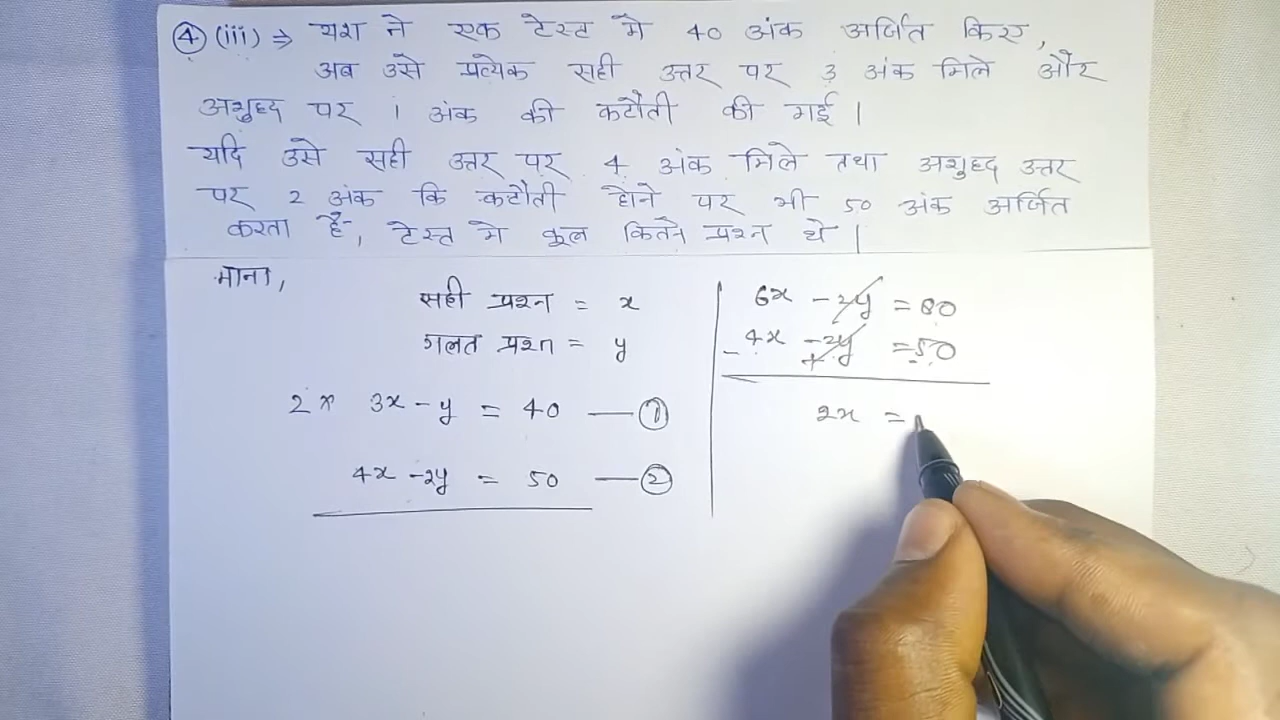 ④ (iii) ⇒ यश ने एक टेस्ट मे 40 अंक अर्जित किए,
अब उसे प्रत्येक सही उत्तर पर 3 अंक मिले और
अशुद्द पर 1 अंक की कटौती की गई ।
यदि उसे सही उत्तर पर 4 अंक मिले तथा अशुद्द उत्तर
पर 2 अंक कि कटौती होने पर भी 50 अंक अर्जित
करता हैं, टेस्ट मे कूल कितने प्रश्न थे ।
माना,
सही प्रश्न = x
गलत प्रश्न = y
2 × 3x - y = 40 — ①
4x - 2y = 50 — ②
6x - 2y = 80
- 4x - 2y = 50
+
2x =